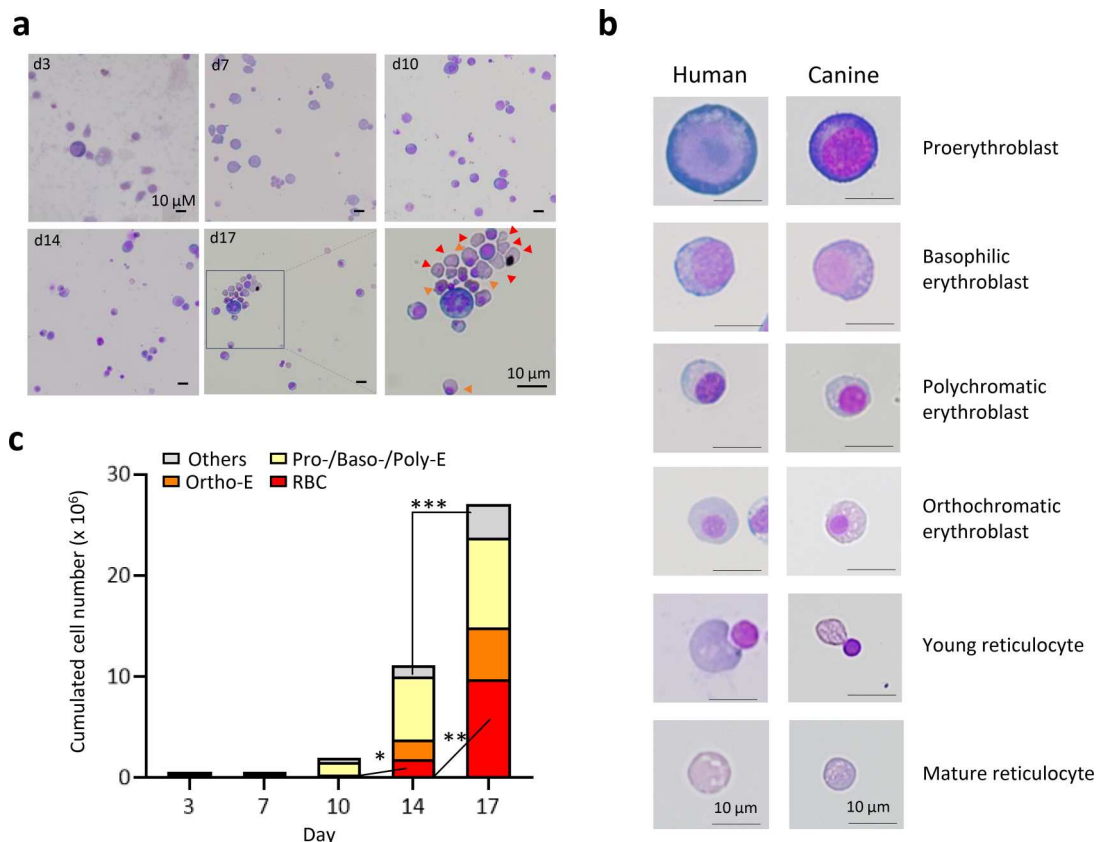 a
d3
d7
d10
10 µM
d14
d17
10 µm
b
Human
Canine
Proerythroblast
Basophilic
erythroblast
Polychromatic
erythroblast
Orthochromatic
erythroblast
Young reticulocyte
Mature reticulocyte
10 µm
10 µm
c
Others
Pro-/Baso-/Poly-E
Ortho-E
RBC
Cumulated cell number (x 10⁶)
30
20
10
0
***
*
**
3
7
10
14
17
Day